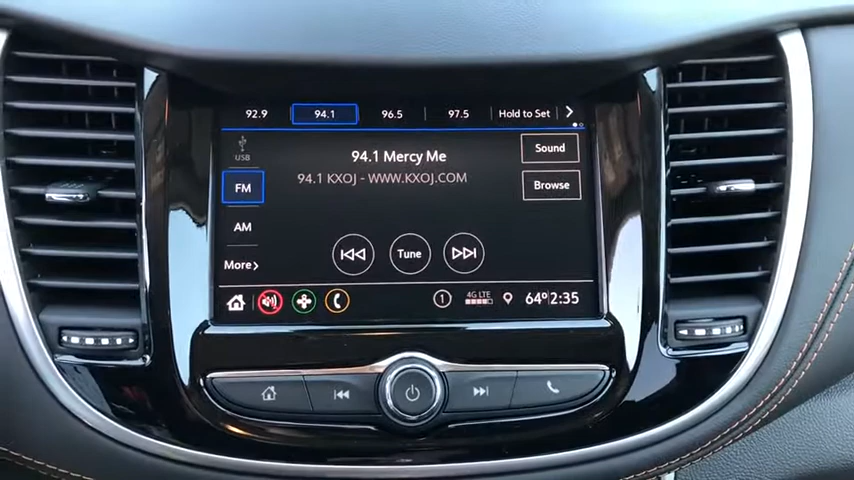 92.9 94.1 96.5 97.5 Hold to Set
USB
94.1 Mercy Me
Sound
94.1 KXOJ - WWW.KXOJ.COM
FM
Browse
AM
Tune
More
1 4G LTE 64° 2:35